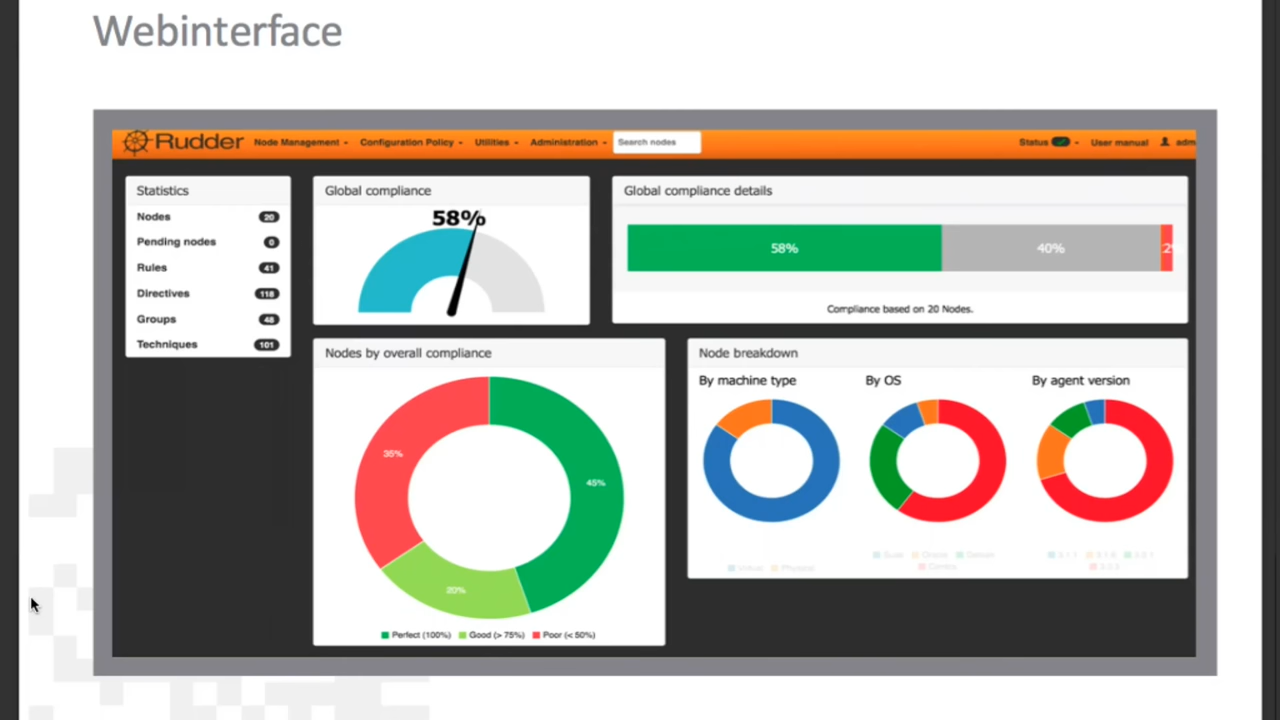 Webinterface
Rudder
Node Management
Configuration Policy
Utilities
Administration
Search nodes
Status
User manual
adm
Statistics
Nodes 20
Pending nodes 0
Rules 41
Directives 118
Groups 48
Techniques 101
Global compliance
58%
Global compliance details
58% 40%
Compliance based on 20 Nodes.
Nodes by overall compliance
35%
45%
20%
Perfect (100%) Good (> 75%) Poor (< 50%)
Node breakdown
By machine type
Virtual Physical
By OS
By agent version